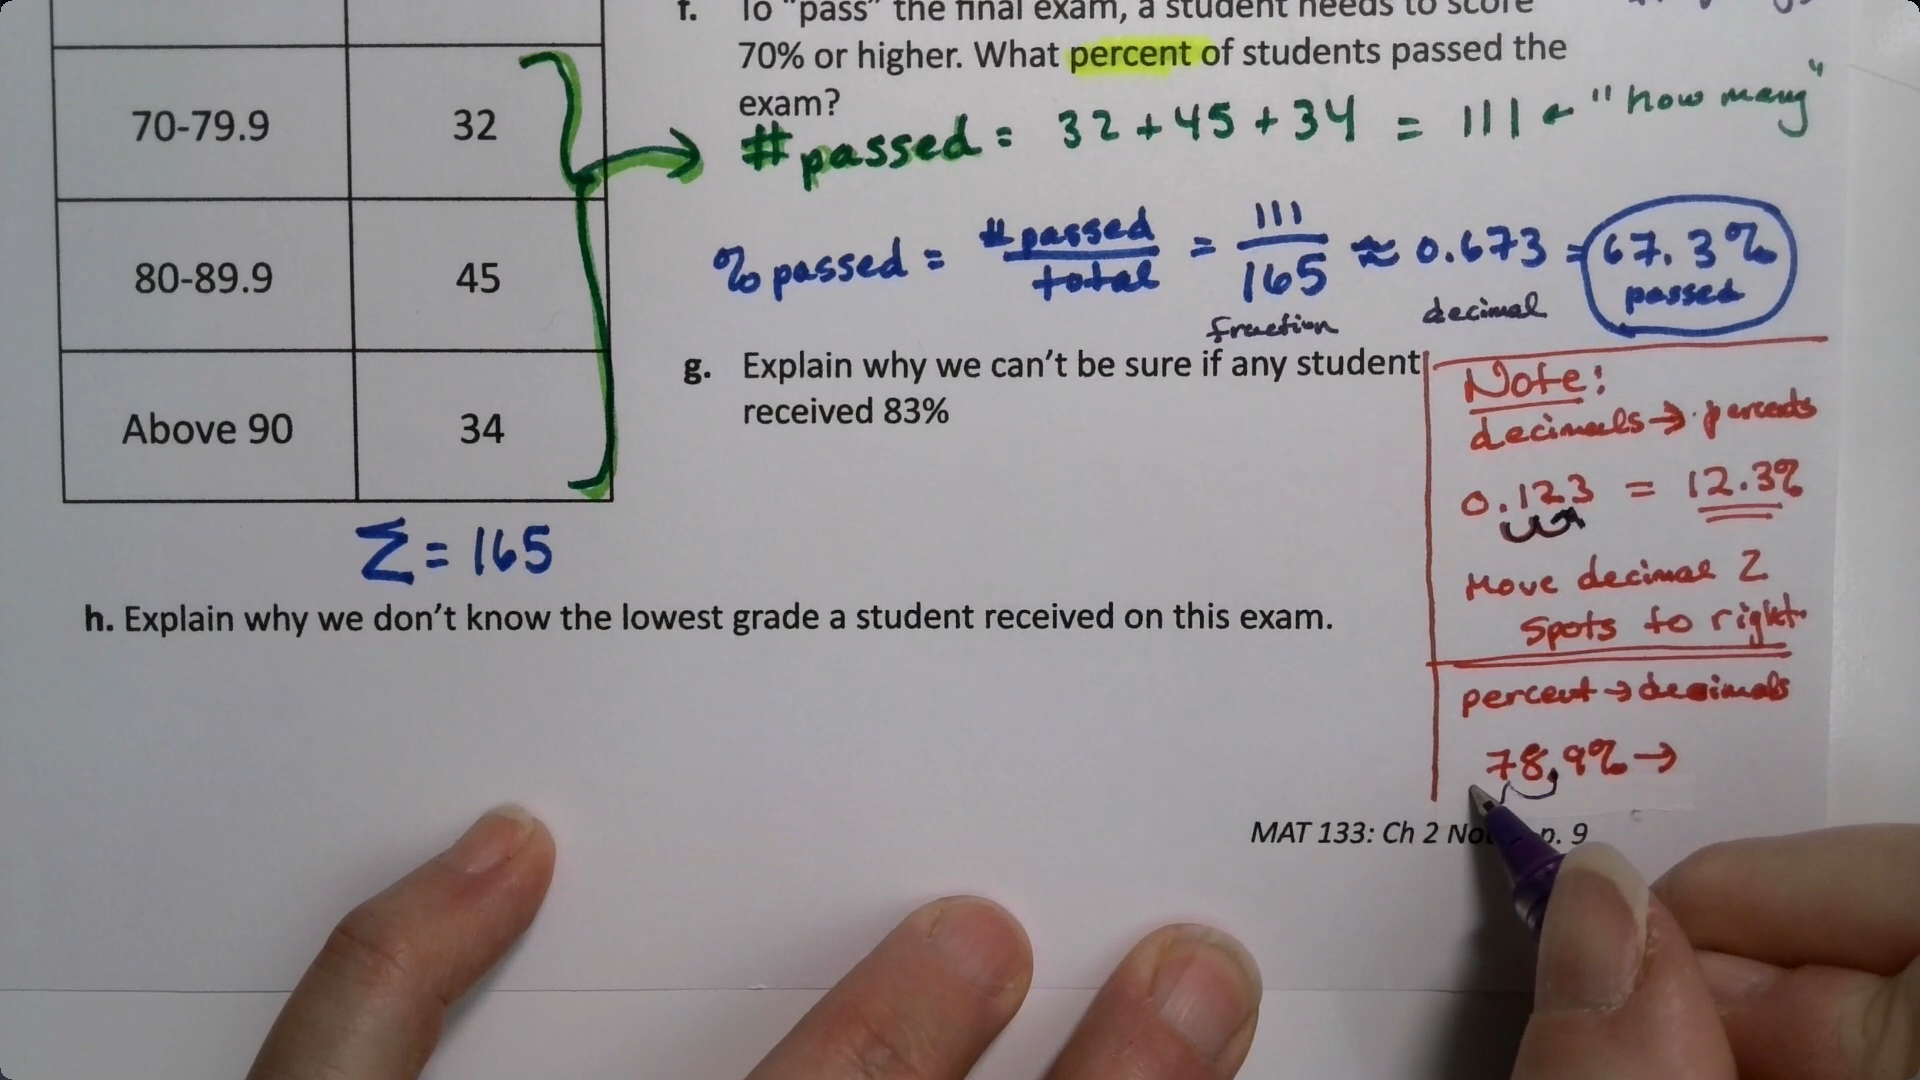 f. To "pass" the final exam, a student needs to score
70% or higher. What percent of students passed the
exam?
#passed = 32 + 45 + 34 = 111 ← "how many"
70-79.9 32
%passed = #passed / total = 111 / 165 ≈ 0.673 = 67.3% passed
fraction decimal
80-89.9 45
g. Explain why we can't be sure if any student
received 83%
Above 90 34
Σ = 165
Note:
decimals → percents
0.123 = 12.3%
Move decimal 2
spots to right.
percent → decimals
78.9% →
h. Explain why we don't know the lowest grade a student received on this exam.
MAT 133: Ch 2 p. 9